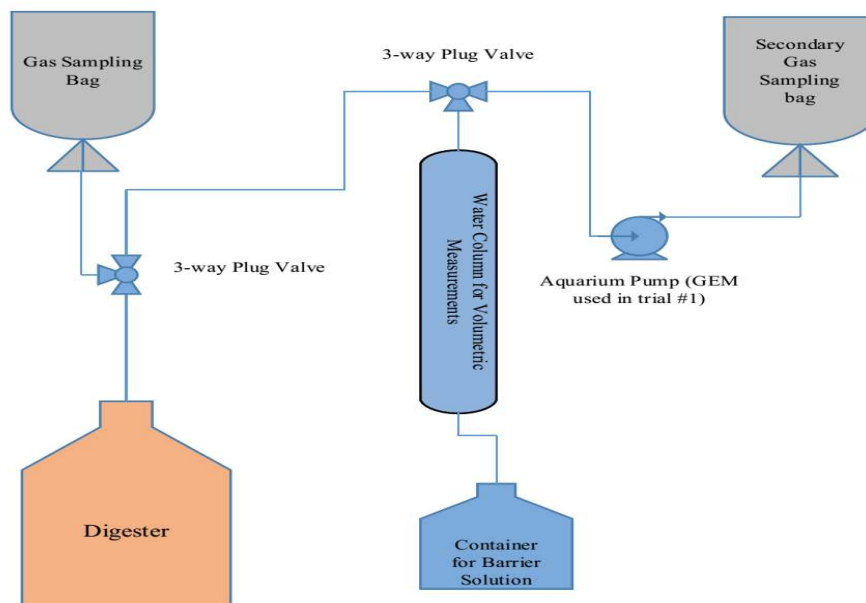 Gas Sampling
Bag
3-way Plug Valve
Secondary
Gas
Sampling
bag
3-way Plug Valve
Water Column for Volumetric
Measurements
Aquarium Pump (GEM
used in trial #1)
Digester
Container
for Barrier
Solution